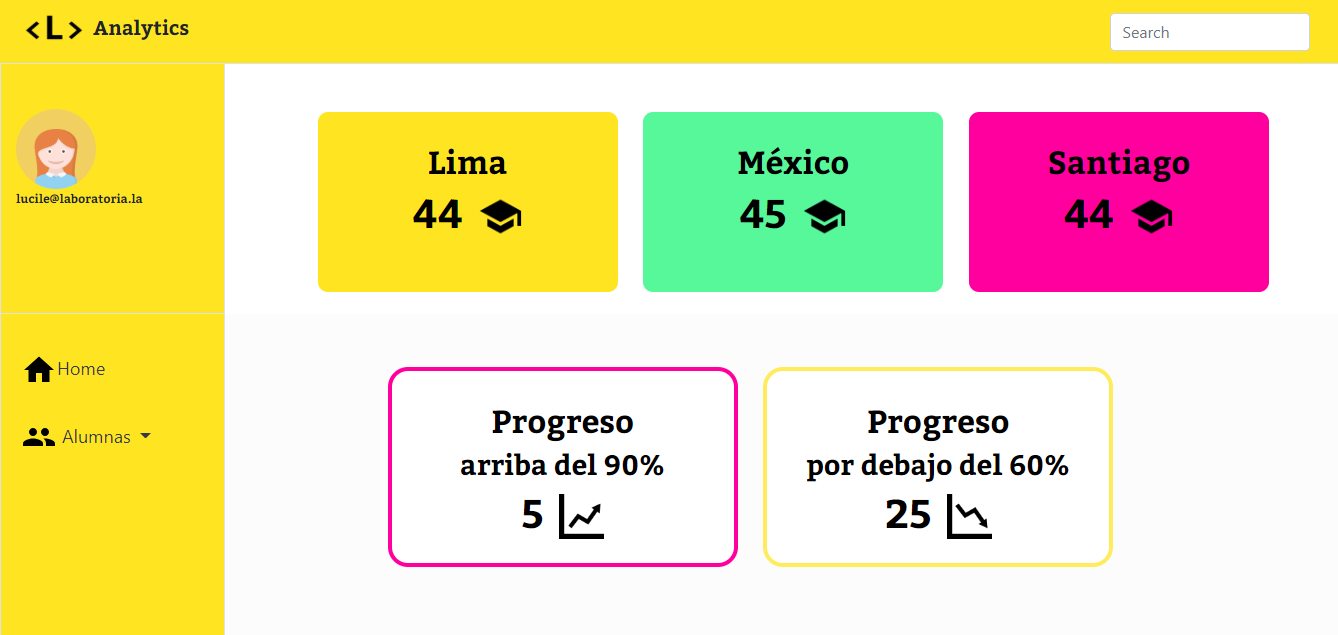 <L> Analytics
Search
lucile@laboratoria.la
Home
Alumnas
Lima
44
México
45
Santiago
44
Progreso
arriba del 90%
5
Progreso
por debajo del 60%
25